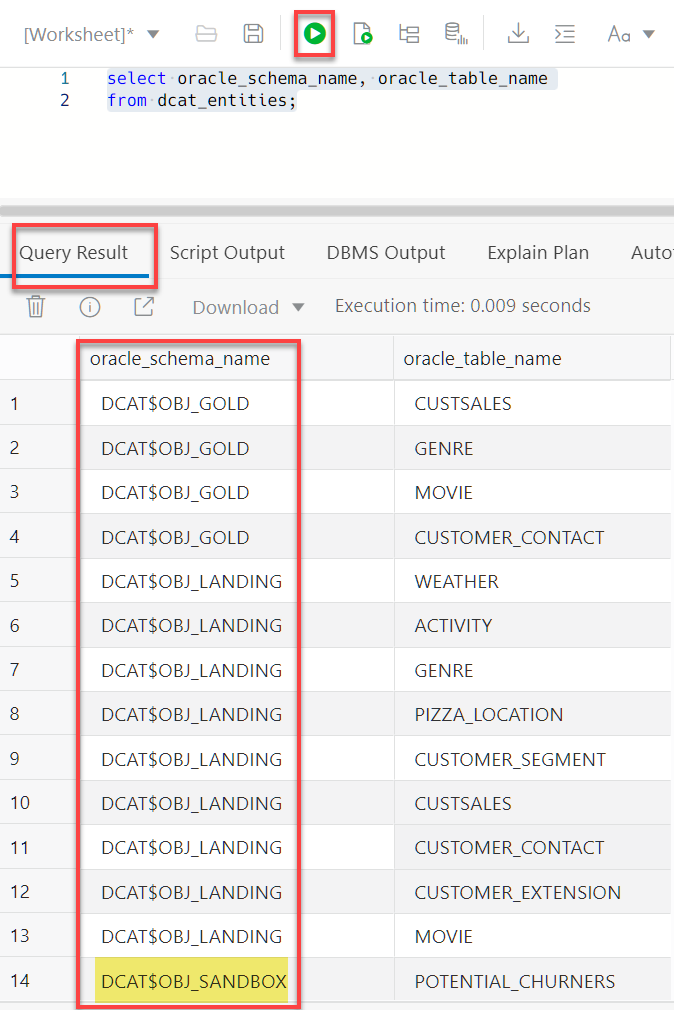 [Worksheet]* Aa
1 select oracle_schema_name, oracle_table_name
2 from dcat_entities;
Query Result Script Output DBMS Output Explain Plan Auto
Download Execution time: 0.009 seconds
oracle_schema_name oracle_table_name
1 DCAT$OBJ_GOLD CUSTSALES
2 DCAT$OBJ_GOLD GENRE
3 DCAT$OBJ_GOLD MOVIE
4 DCAT$OBJ_GOLD CUSTOMER_CONTACT
5 DCAT$OBJ_LANDING WEATHER
6 DCAT$OBJ_LANDING ACTIVITY
7 DCAT$OBJ_LANDING GENRE
8 DCAT$OBJ_LANDING PIZZA_LOCATION
9 DCAT$OBJ_LANDING CUSTOMER_SEGMENT
10 DCAT$OBJ_LANDING CUSTSALES
11 DCAT$OBJ_LANDING CUSTOMER_CONTACT
12 DCAT$OBJ_LANDING CUSTOMER_EXTENSION
13 DCAT$OBJ_LANDING MOVIE
14 DCAT$OBJ_SANDBOX POTENTIAL_CHURNERS